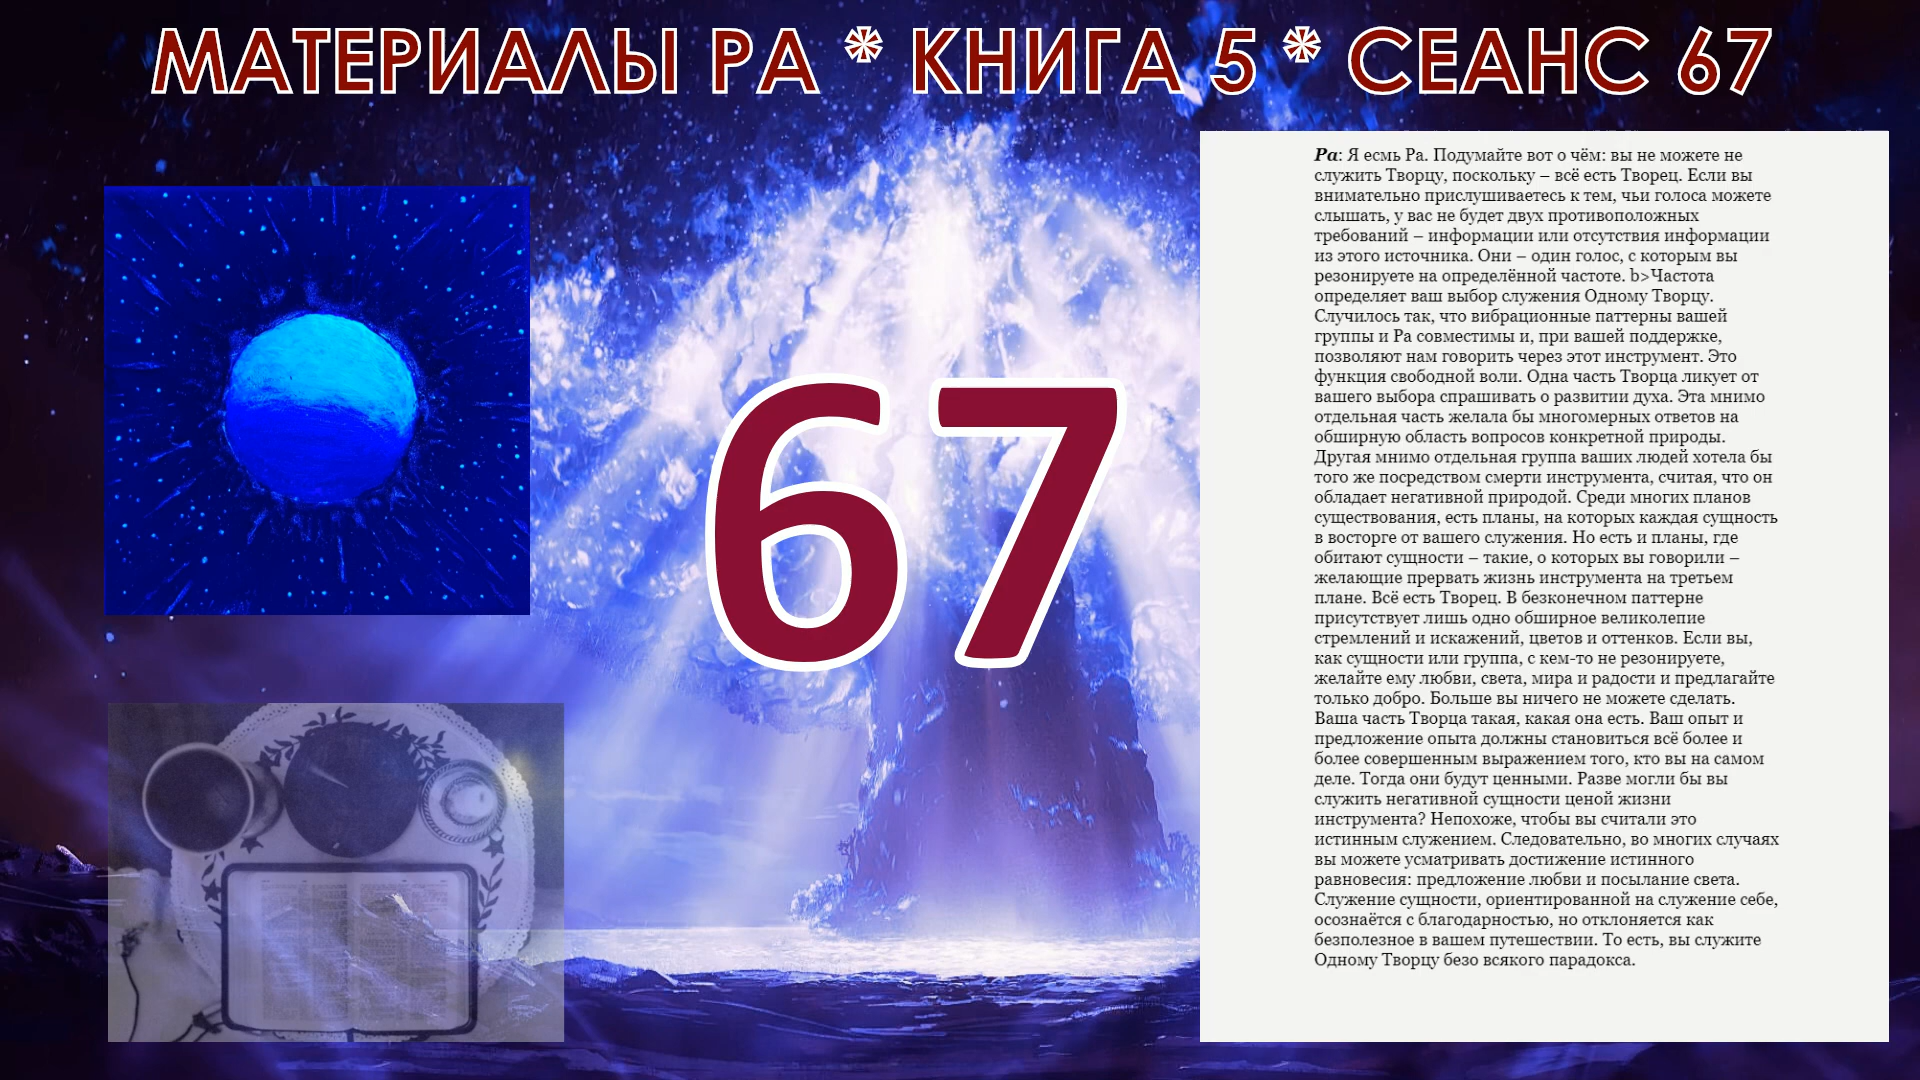 МАТЕРИАЛЫ РА * КНИГА 5 * СЕАНС 67
67
Ра: Я есмь Ра. Подумайте вот о чём: вы не можете не
служить Творцу, поскольку – всё есть Творец. Если вы
внимательно прислушиваетесь к тем, чьи голоса можете
слышать, у вас не будет двух противоположных
требований – информации или отсутствия информации
из этого источника. Они – один голос, с которым вы
резонируете на определённой частоте. b>Частота
определяет ваш выбор служения Одному Творцу.
Случилось так, что вибрационные паттерны вашей
группы и Ра совместимы и, при вашей поддержке,
позволяют нам говорить через этот инструмент. Это
функция свободной воли. Одна часть Творца ликует от
вашего выбора спрашивать о развитии духа. Эта мнимо
отдельная часть желала бы многомерных ответов на
обширную область вопросов конкретной природы.
Другая мнимо отдельная группа ваших людей хотела бы
того же посредством смерти инструмента, считая, что он
обладает негативной природой. Среди многих планов
существования, есть планы, на которых каждая сущность
в восторге от вашего служения. Но есть и планы, где
обитают сущности – такие, о которых вы говорили –
желающие прервать жизнь инструмента на третьем
плане. Всё есть Творец. В безконечном паттерне
присутствует лишь одно обширное великолепие
стремлений и искажений, цветов и оттенков. Если вы,
как сущности или группа, с кем-то не резонируете,
желайте ему любви, света, мира и радости и предлагайте
только добро. Больше вы ничего не можете сделать.
Ваша часть Творца такая, какая она есть. Ваш опыт и
предложение опыта должны становиться всё более и
более совершенным выражением того, кто вы на самом
деле. Тогда они будут ценными. Разве могли бы вы
служить негативной сущности ценой жизни
инструмента? Непохоже, чтобы вы считали это
истинным служением. Следовательно, во многих случаях
вы можете усматривать достижение истинного
равновесия: предложение любви и посылание света.
Служение сущности, ориентированной на служение себе,
осознаётся с благодарностью, но отклоняется как
безполезное в вашем путешествии. То есть, вы служите
Одному Творцу безо всякого парадокса.